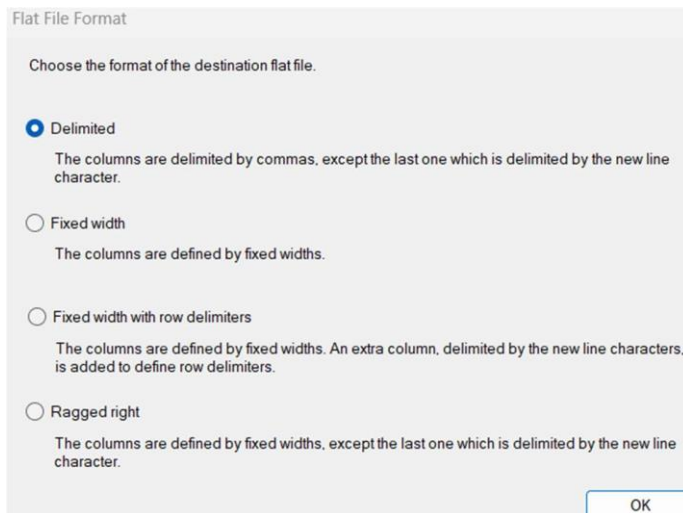 Flat File Format
Choose the format of the destination flat file.
Delimited
The columns are delimited by commas, except the last one which is delimited by the new line
character.
Fixed width
The columns are defined by fixed widths.
Fixed width with row delimiters
The columns are defined by fixed widths. An extra column, delimited by the new line characters,
is added to define row delimiters.
Ragged right
The columns are defined by fixed widths, except the last one which is delimited by the new line
character.
OK